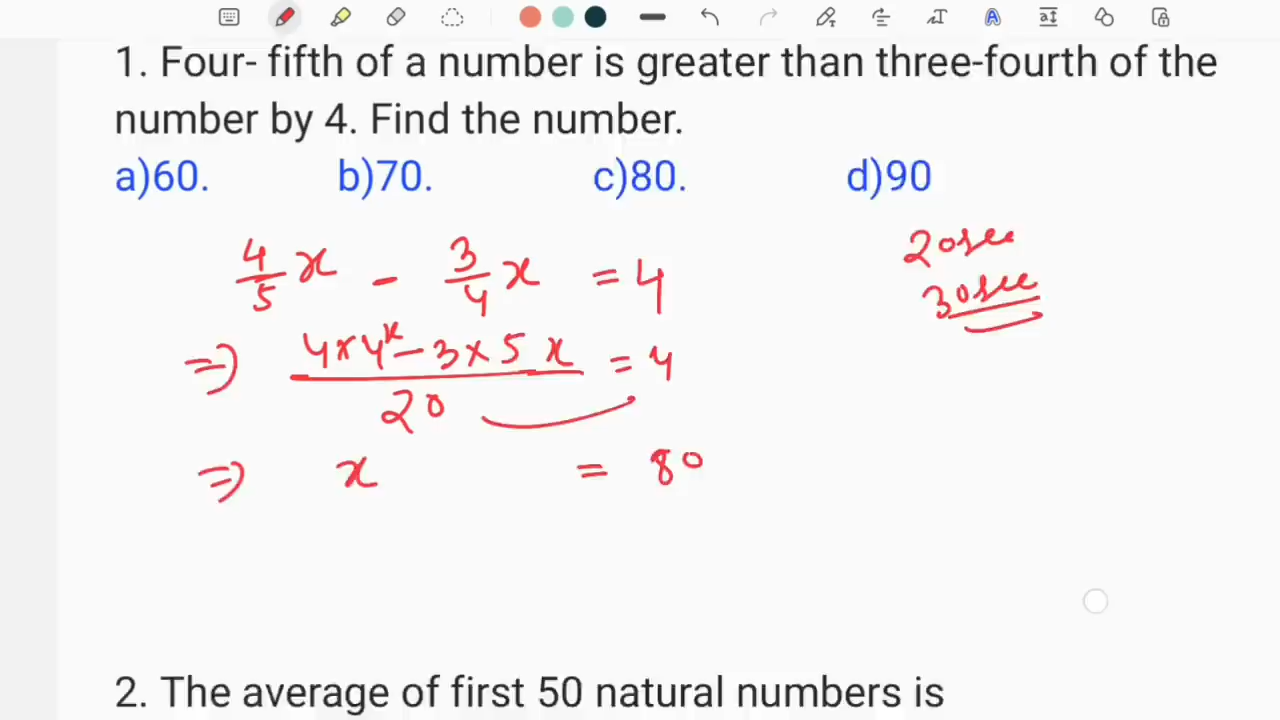 1. Four- fifth of a number is greater than three-fourth of the
number by 4. Find the number.
a)60. b)70. c)80. d)90
4/5 x - 3/4 x = 4
20sec
30sec
=> 4×4x - 3×5x / 20 = 4
=> x = 80
2. The average of first 50 natural numbers is